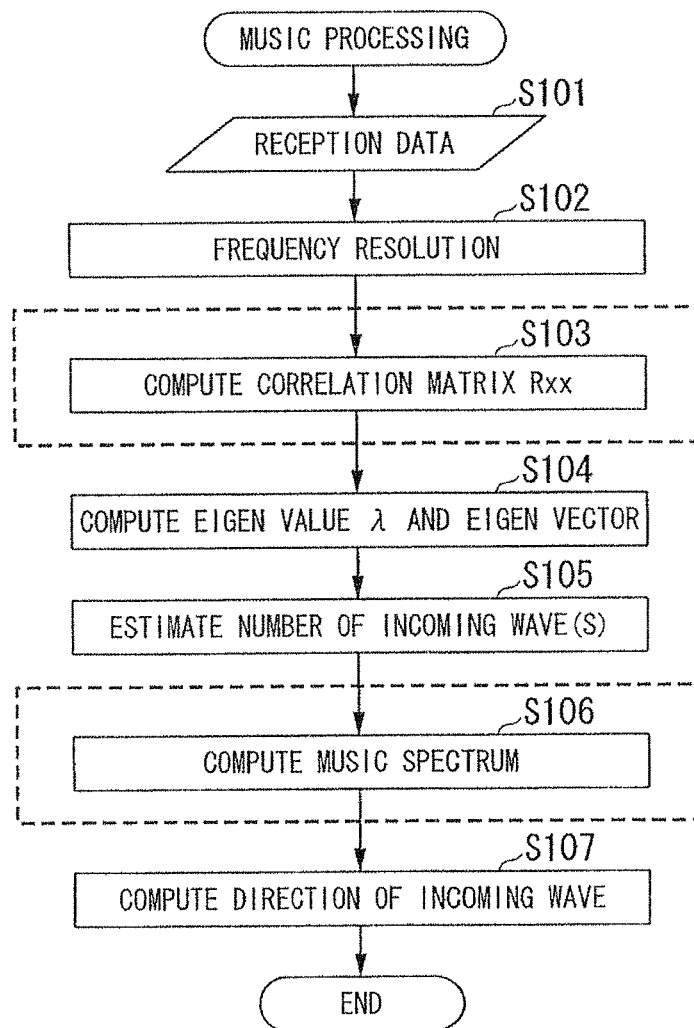 MUSIC PROCESSING
S101
RECEPTION DATA
S102
FREQUENCY RESOLUTION
S103
COMPUTE CORRELATION MATRIX Rxx
S104
COMPUTE EIGEN VALUE λ AND EIGEN VECTOR
S105
ESTIMATE NUMBER OF INCOMING WAVE(S)
S106
COMPUTE MUSIC SPECTRUM
S107
COMPUTE DIRECTION OF INCOMING WAVE
END